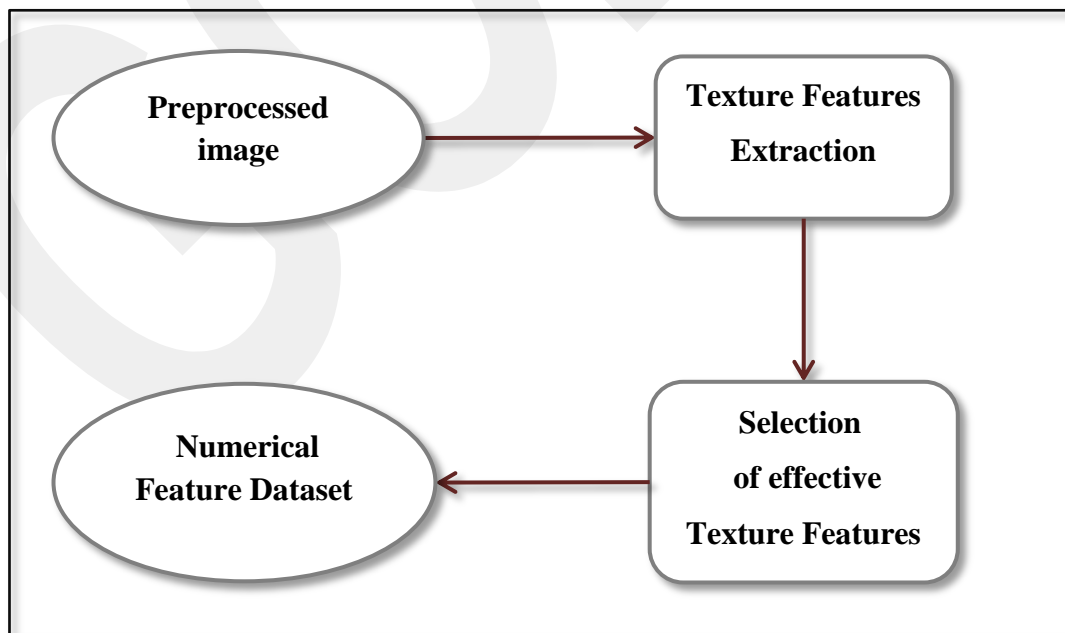 Preprocessed
image
Texture Features
Extraction
Selection
of effective
Texture Features
Numerical
Feature Dataset